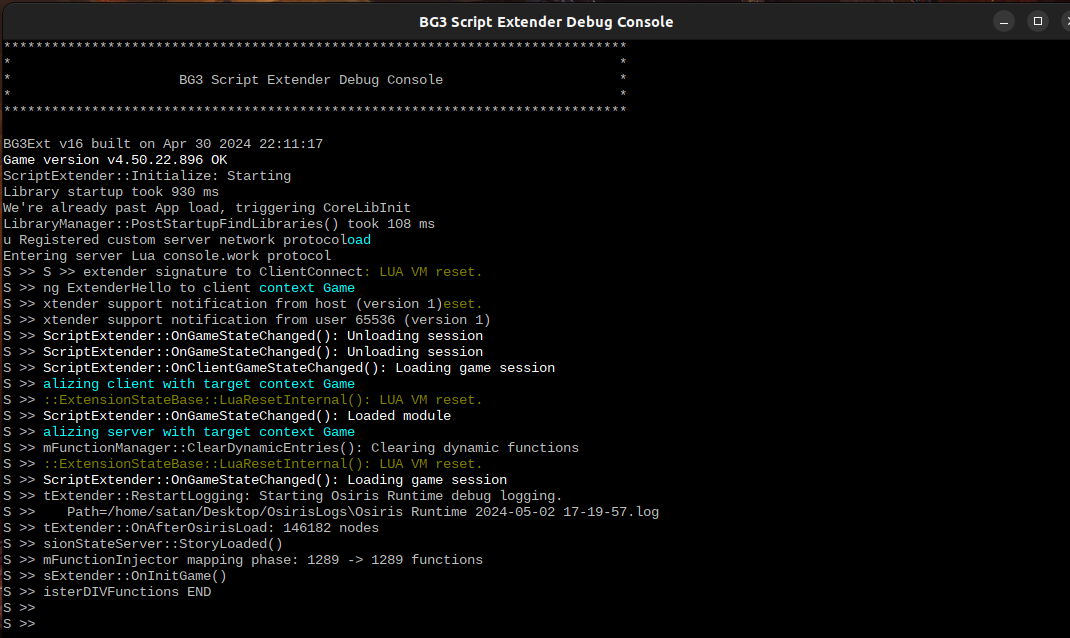 BG3 Script Extender Debug Console
******************************************************************************
* *
* BG3 Script Extender Debug Console *
* *
******************************************************************************
BG3Ext v16 built on Apr 30 2024 22:11:17
Game version v4.50.22.896 OK
ScriptExtender::Initialize: Starting
Library startup took 930 ms
We're already past App load, triggering CoreLibInit
LibraryManager::PostStartupFindLibraries() took 108 ms
u Registered custom server network protocoload
Entering server Lua console.work protocol
S >> S >> extender signature to ClientConnect: LUA VM reset.
S >> ng ExtenderHello to client context Game
S >> xtender support notification from host (version 1)eset.
S >> xtender support notification from user 65536 (version 1)
S >> ScriptExtender::OnGameStateChanged(): Unloading session
S >> ScriptExtender::OnGameStateChanged(): Unloading session
S >> ScriptExtender::OnClientGameStateChanged(): Loading game session
S >> alizing client with target context Game
S >> ::ExtensionStateBase::LuaResetInternal(): LUA VM reset.
S >> ScriptExtender::OnGameStateChanged(): Loaded module
S >> alizing server with target context Game
S >> mFunctionManager::ClearDynamicEntries(): Clearing dynamic functions
S >> ::ExtensionStateBase::LuaResetInternal(): LUA VM reset.
S >> ScriptExtender::OnGameStateChanged(): Loading game session
S >> tExtender::RestartLogging: Starting Osiris Runtime debug logging.
S >> Path=/home/satan/Desktop/OsirisLogs\Osiris Runtime 2024-05-02 17-19-57.log
S >> tExtender::OnAfterOsirisLoad: 146182 nodes
S >> sionStateServer::StoryLoaded()
S >> mFunctionInjector mapping phase: 1289 -> 1289 functions
S >> sExtender::OnInitGame()
S >> isterDIVFunctions END
S >>
S >>